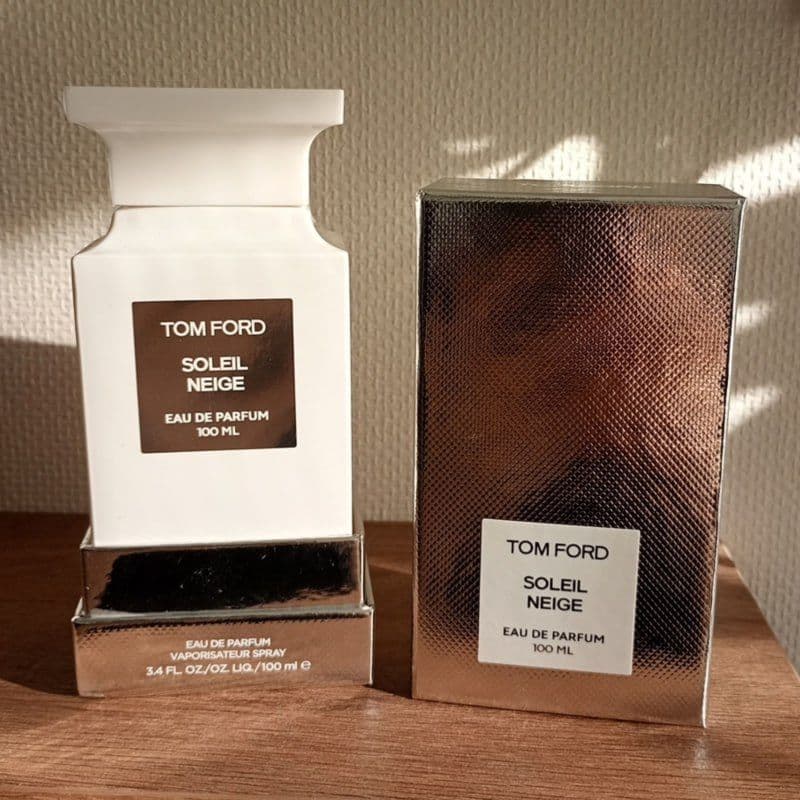 TOM FORD
SOLEIL
NEIGE
EAU DE PARFUM
100 ML
EAU DE PARFUM
VAPORISATEUR SPRAY
3.4 FL. OZ./OZ. LIQ./100 ml ℮
TOM FORD
SOLEIL
NEIGE
EAU DE PARFUM
100 ML